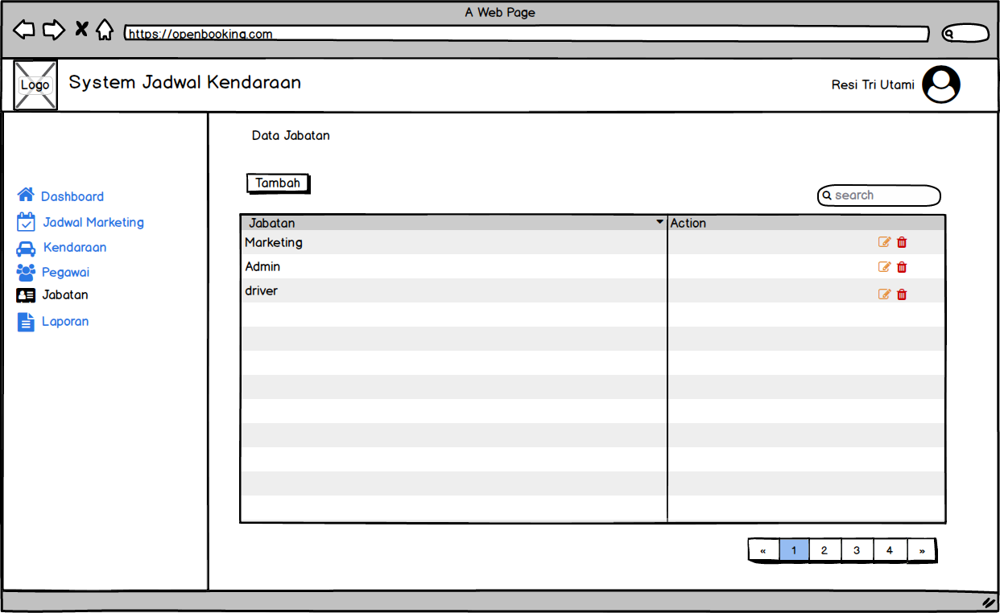 A Web Page
https://openbooking.com
Logo
System Jadwal Kendaraan
Resi Tri Utami
Data Jabatan
Tambah
search
Dashboard
Jadwal Marketing
Kendaraan
Pegawai
Jabatan
Laporan
Jabatan Action
Marketing
Admin
driver
« 1 2 3 4 »